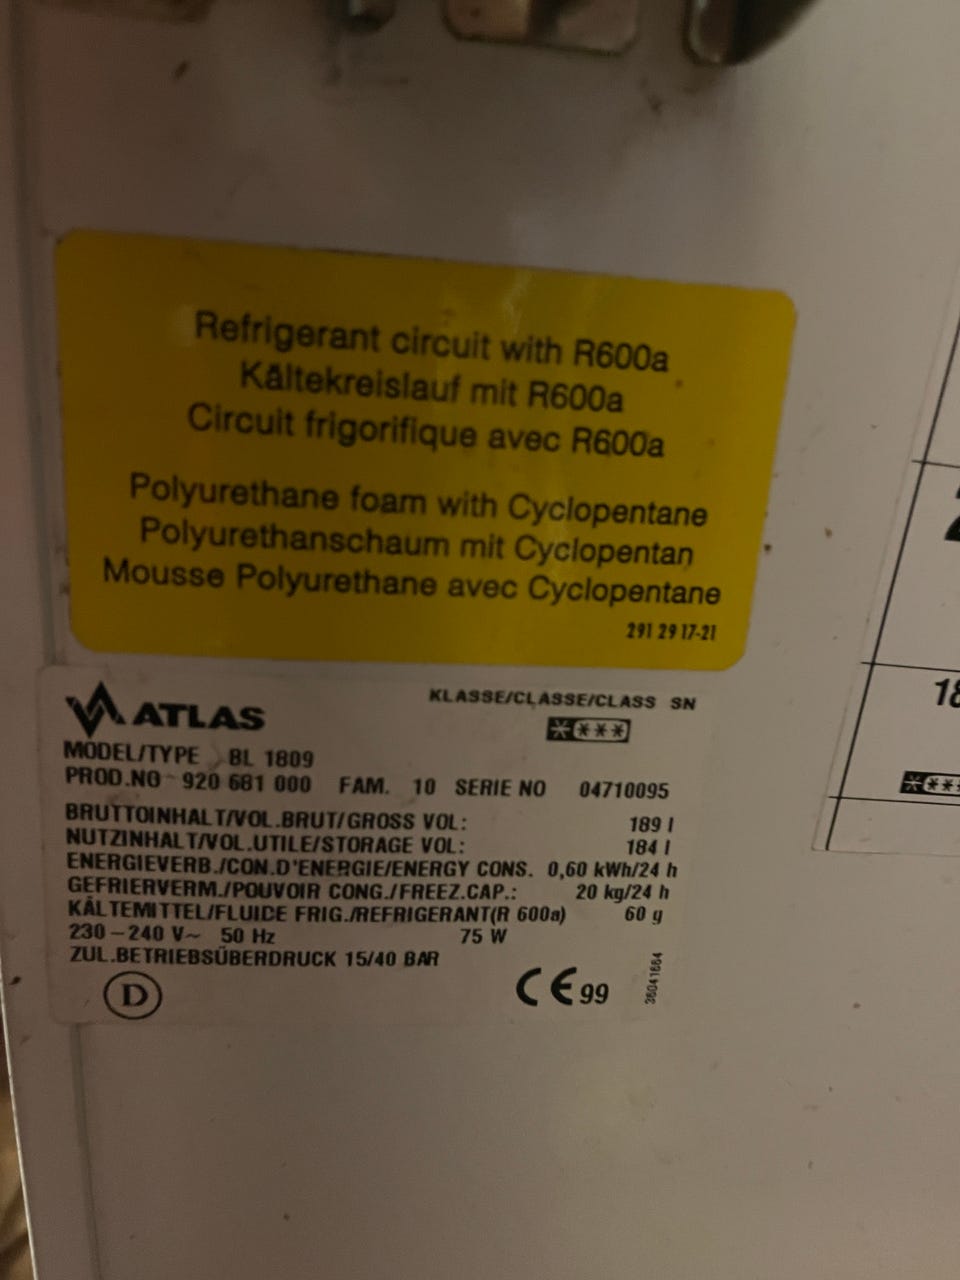 Refrigerant circuit with R600a
Kältekreislauf mit R600a
Circuit frigorifique avec R600a
Polyurethane foam with Cyclopentane
Polyurethanschaum mit Cyclopentan
Mousse Polyurethane avec Cyclopentane
291 29 17-21
ATLAS
KLASSE/CLASSE/CLASS SN
MODEL/TYPE BL 1809
PROD.NO 920 681 000 FAM. 10 SERIE NO 04710095
BRUTTOINHALT/VOL.BRUT/GROSS VOL: 189 l
NUTZINHALT/VOL.UTILE/STORAGE VOL: 184 l
ENERGIEVERB./CON.D'ENERGIE/ENERGY CONS. 0,60 kWh/24 h
GEFRIERVERM./POUVOIR CONG./FREEZ.CAP.: 20 kg/24 h
KÄLTEMITTEL/FLUIDE FRIG./REFRIGERANT(R 600a) 60 g
230-240 V~ 50 Hz 75 W
ZUL.BETRIEBSÜBERDRUCK 15/40 BAR
D
CE 99
36041664